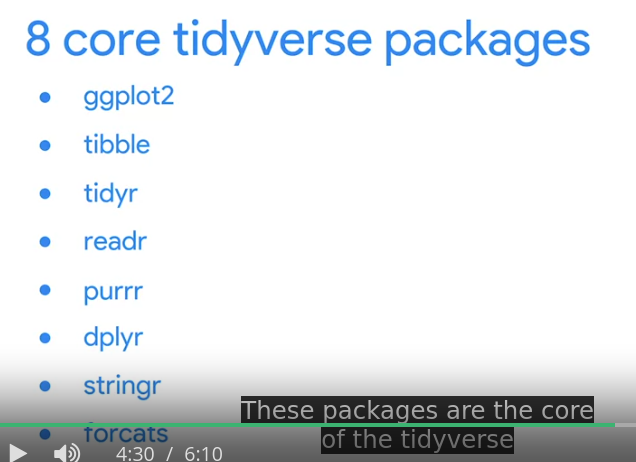 8 core tidyverse packages
• ggplot2
• tibble
• tidyr
• readr
• purrr
• dplyr
• stringr
• forcats
These packages are the core
of the tidyverse
4:30 / 6:10